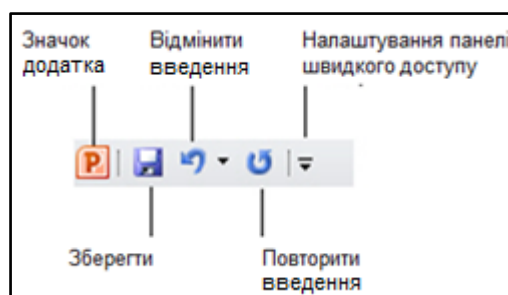 Значок
додатка
Відмінити
введення
Налаштування панелі
швидкого доступу
P
Зберегти
Повторити
введення